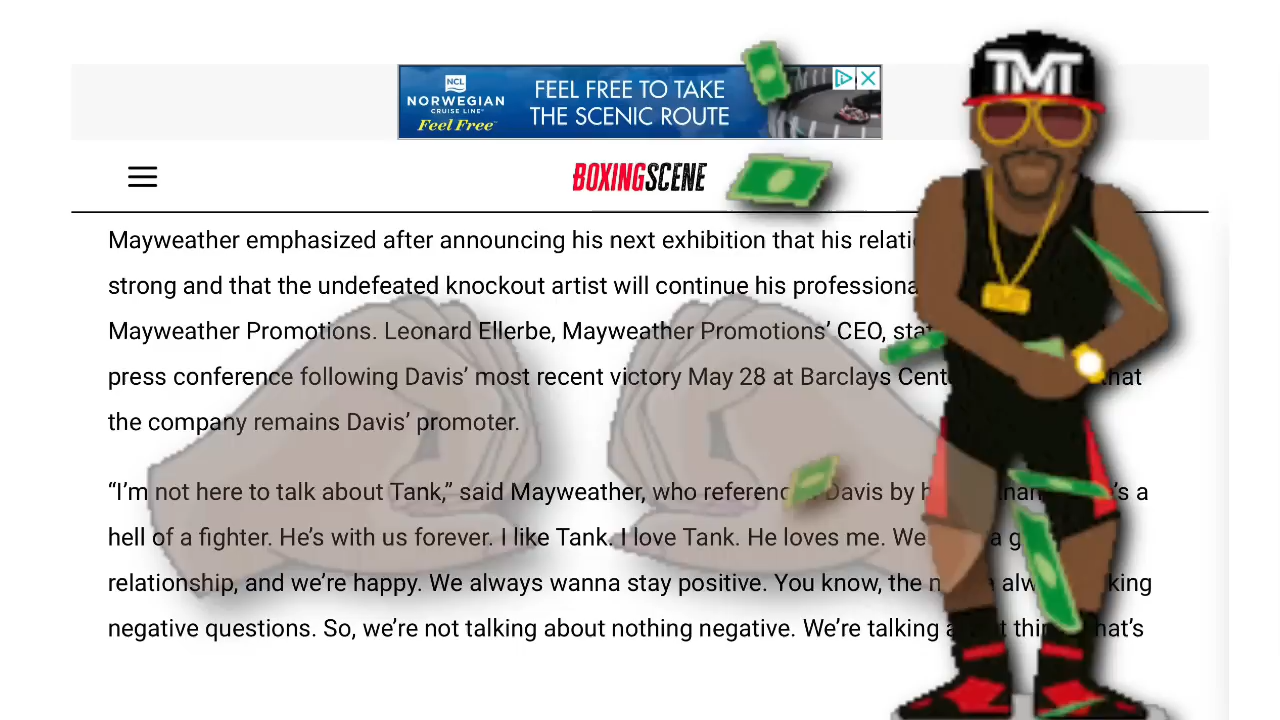 NCL
NORWEGIAN
CRUISE LINE
Feel Free
FEEL FREE TO TAKE
THE SCENIC ROUTE
BOXINGSCENE
TMT
Mayweather emphasized after announcing his next exhibition that his
strong and that the undefeated knockout artist will continue his
Mayweather Promotions. Leonard Ellerbe, Mayweather Promotions’ CEO,
press conference following Davis’ most recent victory May 28 at Barclays that
the company remains Davis’ promoter.
“I’m not here to talk about Tank,” said Mayweather, who Davis by a
hell of a fighter. He’s with us forever. I like Tank. I love Tank. He loves me. We a
relationship, and we’re happy. We always wanna stay positive. You know, the
negative questions. So, we’re not talking about nothing negative. We’re talking